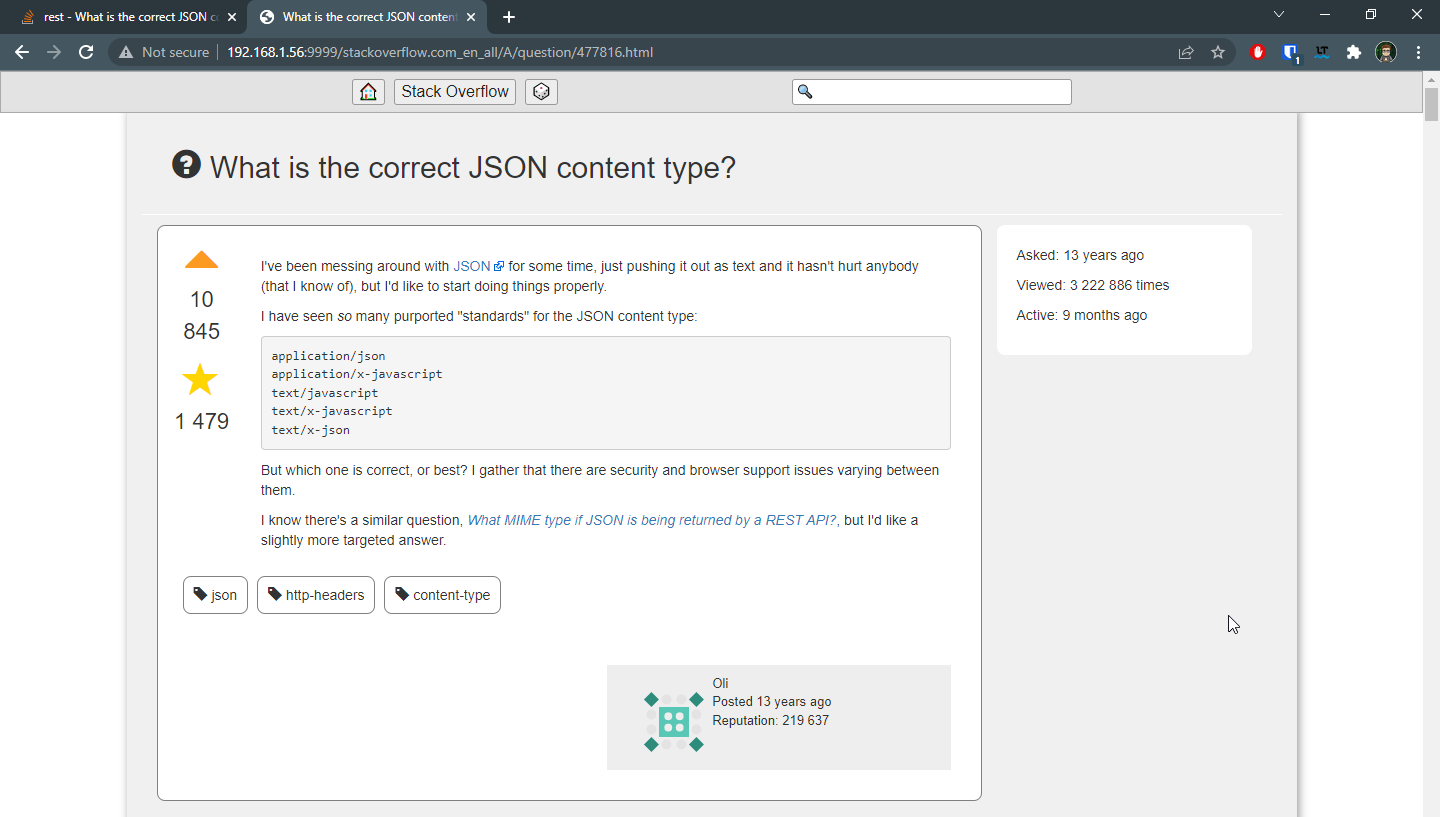 rest - What is the correct JSON c
What is the correct JSON content
Not secure
192.168.1.56:9999/stackoverflow.com_en_all/A/question/477816.html
LT
1
Stack Overflow
What is the correct JSON content type?
10
845
1 479
I've been messing around with JSON for some time, just pushing it out as text and it hasn't hurt anybody
(that I know of), but I'd like to start doing things properly.
I have seen so many purported "standards" for the JSON content type:
application/json
application/x-javascript
text/javascript
text/x-javascript
text/x-json
But which one is correct, or best? I gather that there are security and browser support issues varying between
them.
I know there's a similar question, What MIME type if JSON is being returned by a REST API?, but I'd like a
slightly more targeted answer.
json
http-headers
content-type
Oli
Posted 13 years ago
Reputation: 219 637
Asked: 13 years ago
Viewed: 3 222 886 times
Active: 9 months ago